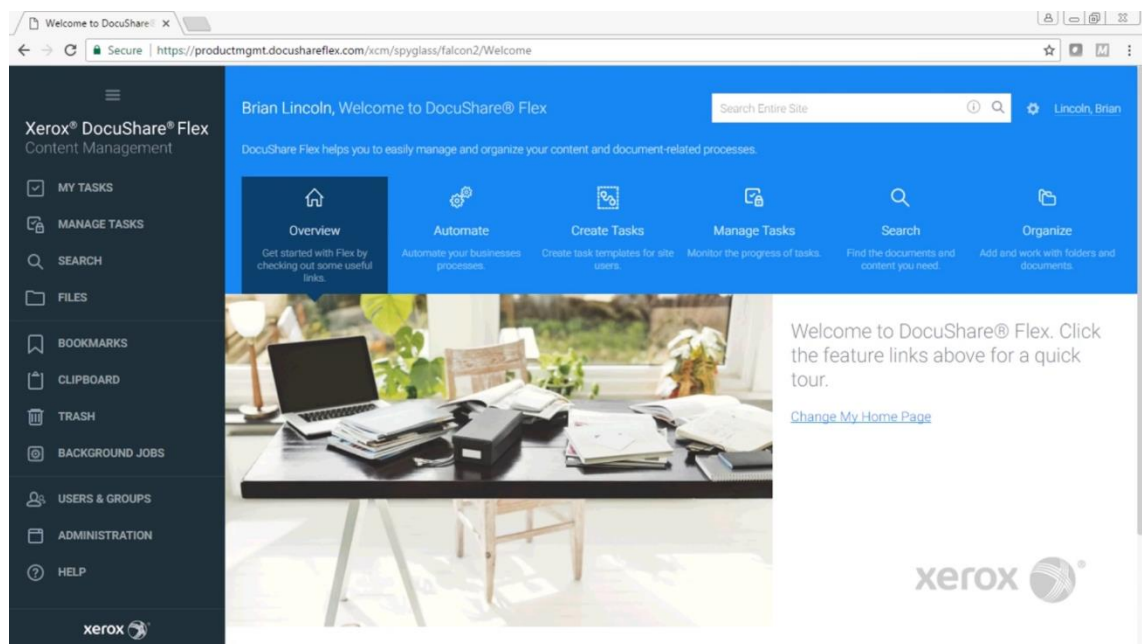 Welcome to DocuShare
Secure | https://productmgmt.docushareflex.com/xcm/spyglass/falcon2/Welcome
Xerox® DocuShare® Flex
Content Management
MY TASKS
MANAGE TASKS
SEARCH
FILES
BOOKMARKS
CLIPBOARD
TRASH
BACKGROUND JOBS
USERS & GROUPS
ADMINISTRATION
HELP
xerox
Brian Lincoln, Welcome to DocuShare® Flex
Search Entire Site
Lincoln, Brian
DocuShare Flex helps you to easily manage and organize your content and document-related processes.
Overview
Get started with Flex by
checking out some useful
links.
Automate
Automate your businesses
processes.
Create Tasks
Create task templates for site
users.
Manage Tasks
Monitor the progress of tasks.
Search
Find the documents and
content you need.
Organize
Add and work with folders and
documents.
Welcome to DocuShare® Flex. Click
the feature links above for a quick
tour.
Change My Home Page
xerox®